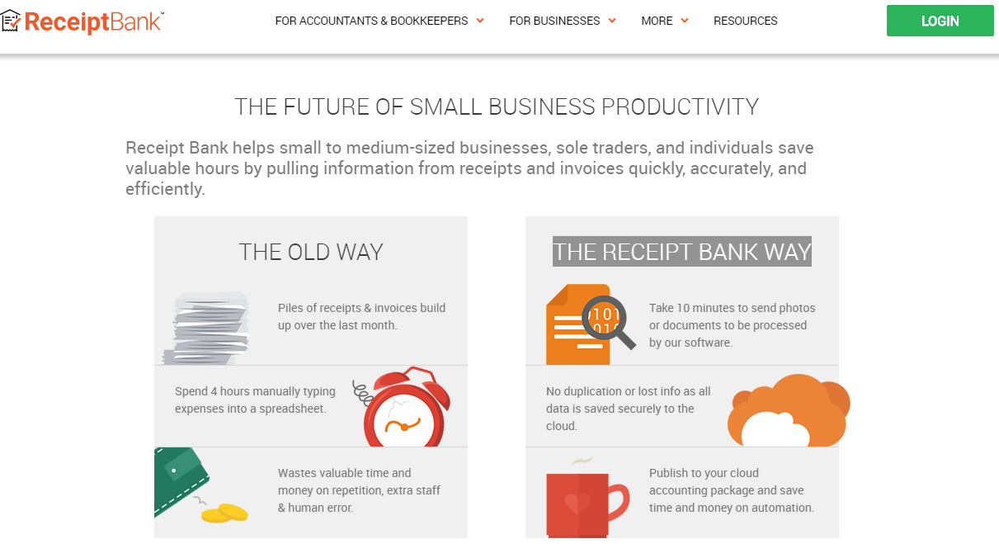 ReceiptBank™
FOR ACCOUNTANTS & BOOKKEEPERS
FOR BUSINESSES
MORE
RESOURCES
LOGIN
THE FUTURE OF SMALL BUSINESS PRODUCTIVITY
Receipt Bank helps small to medium-sized businesses, sole traders, and individuals save
valuable hours by pulling information from receipts and invoices quickly, accurately, and
efficiently.
THE OLD WAY
Piles of receipts & invoices build
up over the last month.
Spend 4 hours manually typing
expenses into a spreadsheet.
Wastes valuable time and
money on repetition, extra staff
& human error.
THE RECEIPT BANK WAY
0101
010
Take 10 minutes to send photos
or documents to be processed
by our software.
No duplication or lost info as all
data is saved securely to the
cloud.
Publish to your cloud
accounting package and save
time and money on automation.